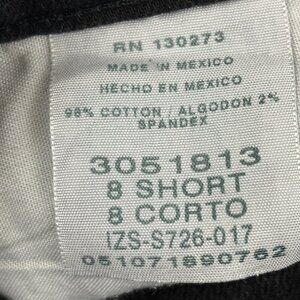 RN 130273
MADE IN MEXICO
HECHO EN MEXICO
98% COTTON / ALGODON 2%
SPANDEX
3051813
8 SHORT
8 CORTO
IZS-S726-017
051071890762